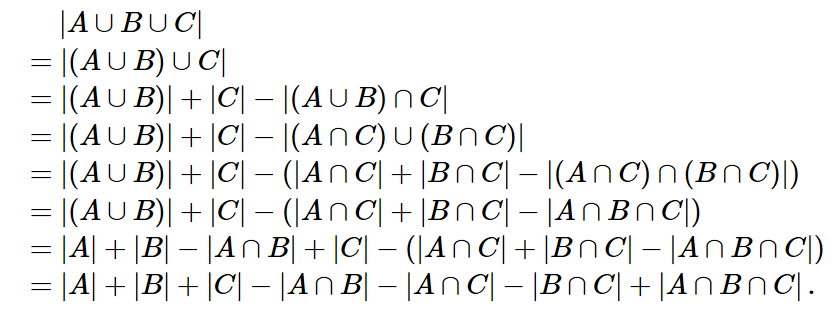 |A ∪ B ∪ C|
= |(A ∪ B) ∪ C|
= |(A ∪ B)| + |C| − |(A ∪ B) ∩ C|
= |(A ∪ B)| + |C| − |(A ∩ C) ∪ (B ∩ C)|
= |(A ∪ B)| + |C| − (|A ∩ C| + |B ∩ C| − |(A ∩ C) ∩ (B ∩ C)|)
= |(A ∪ B)| + |C| − (|A ∩ C| + |B ∩ C| − |A ∩ B ∩ C|)
= |A| + |B| − |A ∩ B| + |C| − (|A ∩ C| + |B ∩ C| − |A ∩ B ∩ C|)
= |A| + |B| + |C| − |A ∩ B| − |A ∩ C| − |B ∩ C| + |A ∩ B ∩ C| .